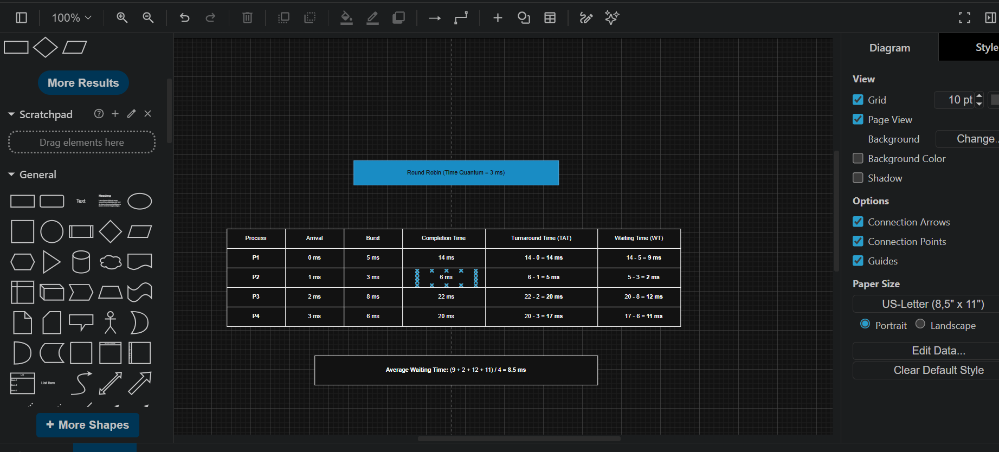 100%
More Results
Scratchpad
Drag elements here
General
Text
Heading
List Item
+ More Shapes
Round Robin (Time Quantum = 3 ms)
Process Arrival Burst Completion Time Turnaround Time (TAT) Waiting Time (WT)
P1 0 ms 5 ms 14 ms 14 - 0 = 14 ms 14 - 5 = 9 ms
P2 1 ms 3 ms 6 ms 6 - 1 = 5 ms 5 - 3 = 2 ms
P3 2 ms 8 ms 22 ms 22 - 2 = 20 ms 20 - 8 = 12 ms
P4 3 ms 6 ms 20 ms 20 - 3 = 17 ms 17 - 6 = 11 ms
Average Waiting Time: (9 + 2 + 12 + 11) / 4 = 8.5 ms
Diagram Style
View
Grid 10 pt
Page View
Background Change..
Background Color
Shadow
Options
Connection Arrows
Connection Points
Guides
Paper Size
US-Letter (8,5" x 11")
Portrait Landscape
Edit Data...
Clear Default Style